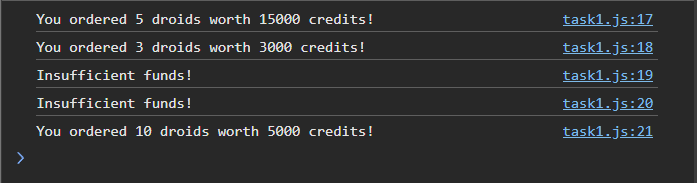 You ordered 5 droids worth 15000 credits! task1.js:17
You ordered 3 droids worth 3000 credits! task1.js:18
Insufficient funds! task1.js:19
Insufficient funds! task1.js:20
You ordered 10 droids worth 5000 credits! task1.js:21